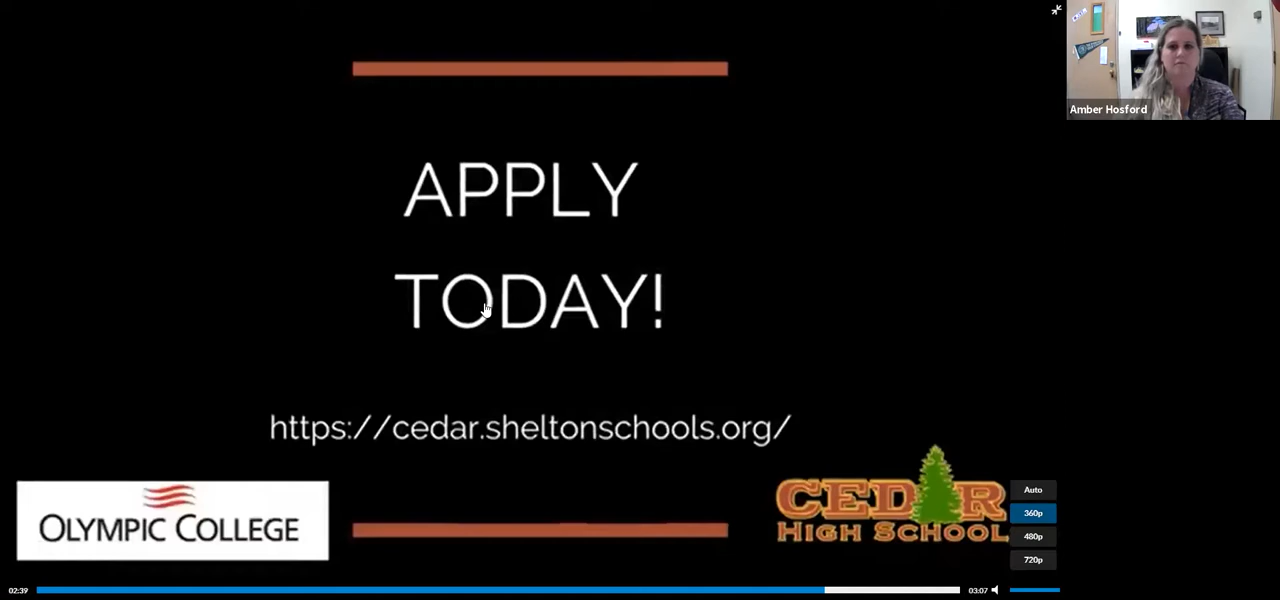 Amber Hosford
APPLY
TODAY!
https://cedar.sheltonschools.org/
OLYMPIC COLLEGE
CEDAR
HIGH SCHOOL
Auto
360p
480p
720p
02:39
03:07